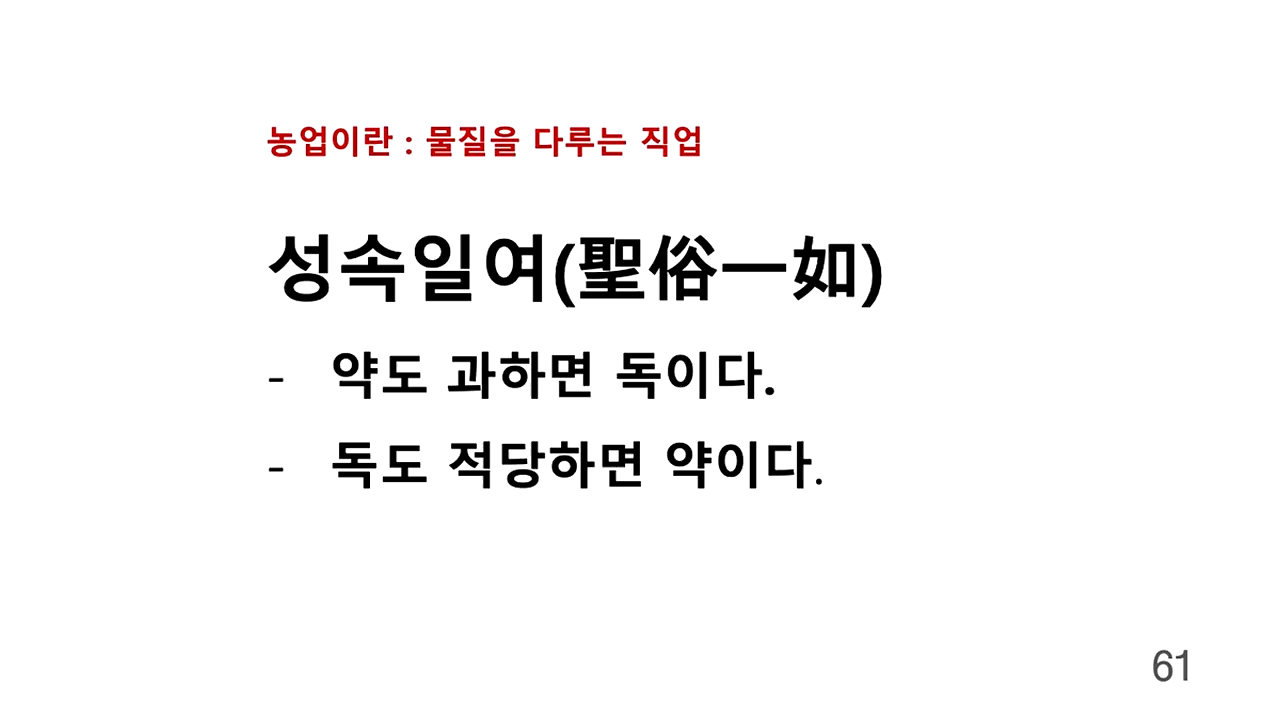 농업이란 : 물질을 다루는 직업
성속일여(聖俗一如)
- 약도 과하면 독이다.
- 독도 적당하면 약이다.
61